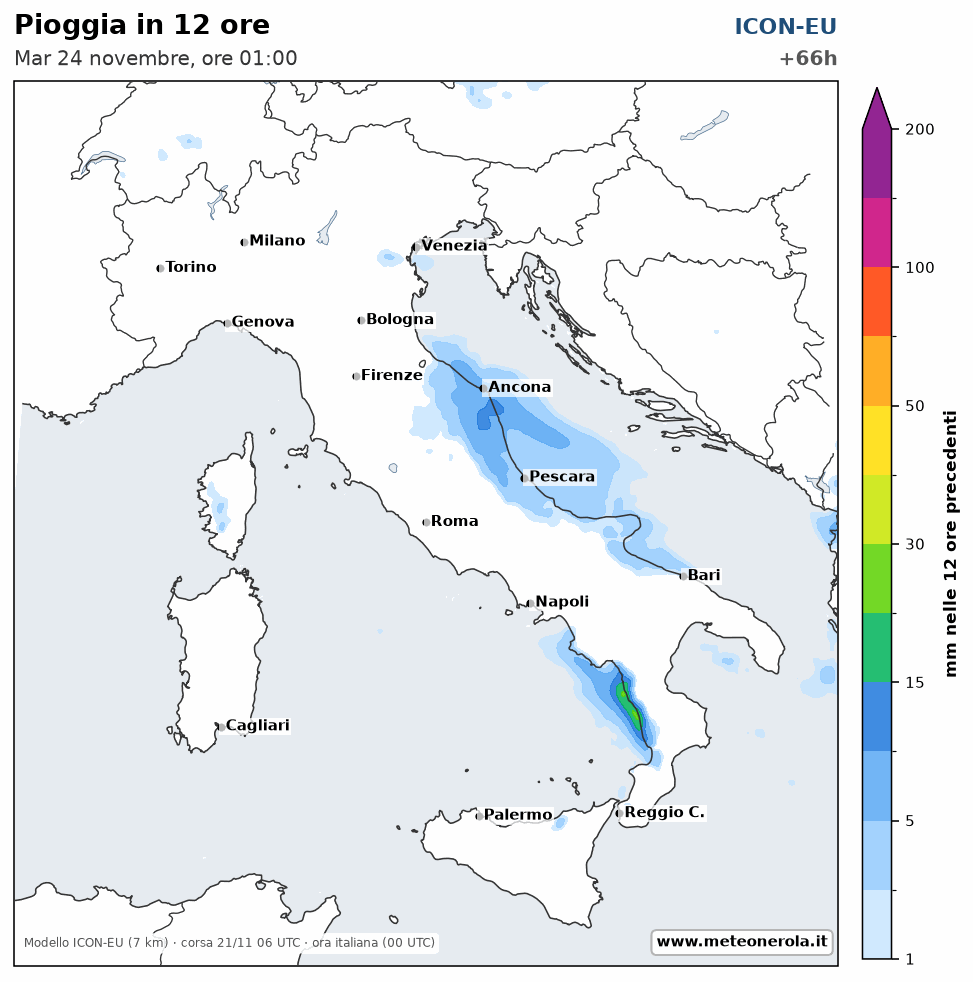 Pioggia in 12 ore
ICON-EU
Mar 24 novembre, ore 01:00
+66h
200
Milano
Venezia
Torino
100
Genova
Bologna
Firenze
Ancona
50
Pescara
Roma
30
Bari
Napoli
mm nelle 12 ore precedenti
15
Cagliari
Palermo
Reggio C.
5
Modello ICON-EU (7 km) · corsa 21/11 06 UTC · ora italiana (00 UTC)
www.meteonerola.it
1